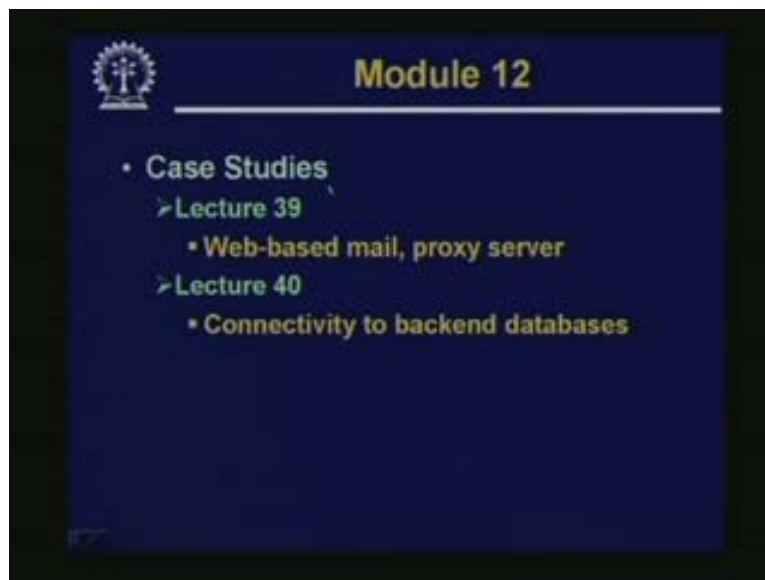 Module 12
• Case Studies
➢Lecture 39
▪ Web-based mail, proxy server
➢Lecture 40
▪ Connectivity to backend databases